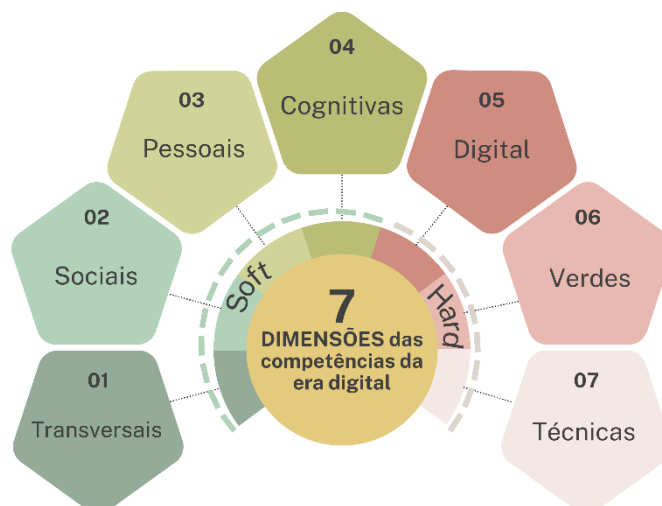 01
Transversais
02
Sociais
03
Pessoais
04
Cognitivas
05
Digital
06
Verdes
07
Técnicas
Soft
Hard
7
DIMENSÕES das
competências da
era digital